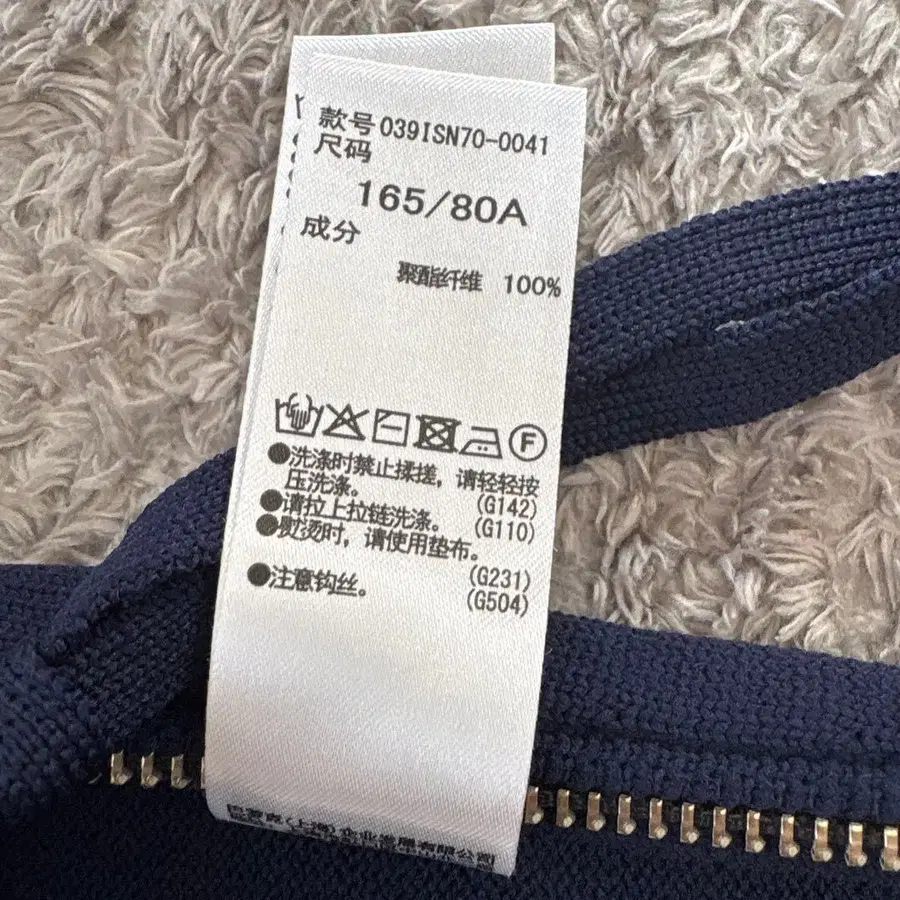 款号 039ISN70-0041
尺码
165/80A
成分
聚酯纤维 100%
F
●洗涤时禁止揉搓，请轻轻按
压洗涤。 (G142)
●请拉上拉链洗涤。 (G110)
●熨烫时，请使用垫布。
(G231)
●注意钩丝。 (G504)